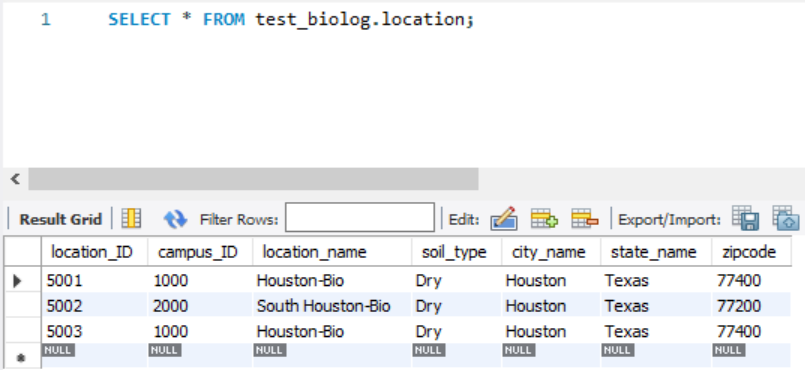 1 SELECT * FROM test_biolog.location;
Result Grid Filter Rows: Edit: Export/Import:
location_ID campus_ID location_name soil_type city_name state_name zipcode
5001 1000 Houston-Bio Dry Houston Texas 77400
5002 2000 South Houston-Bio Dry Houston Texas 77200
5003 1000 Houston-Bio Dry Houston Texas 77400
NULL NULL NULL NULL NULL NULL NULL